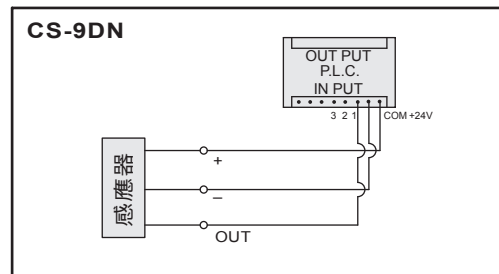 CS-9DN
OUT PUT
P.L.C.
IN PUT
3 2 1 COM +24V
感應器
+
–
OUT